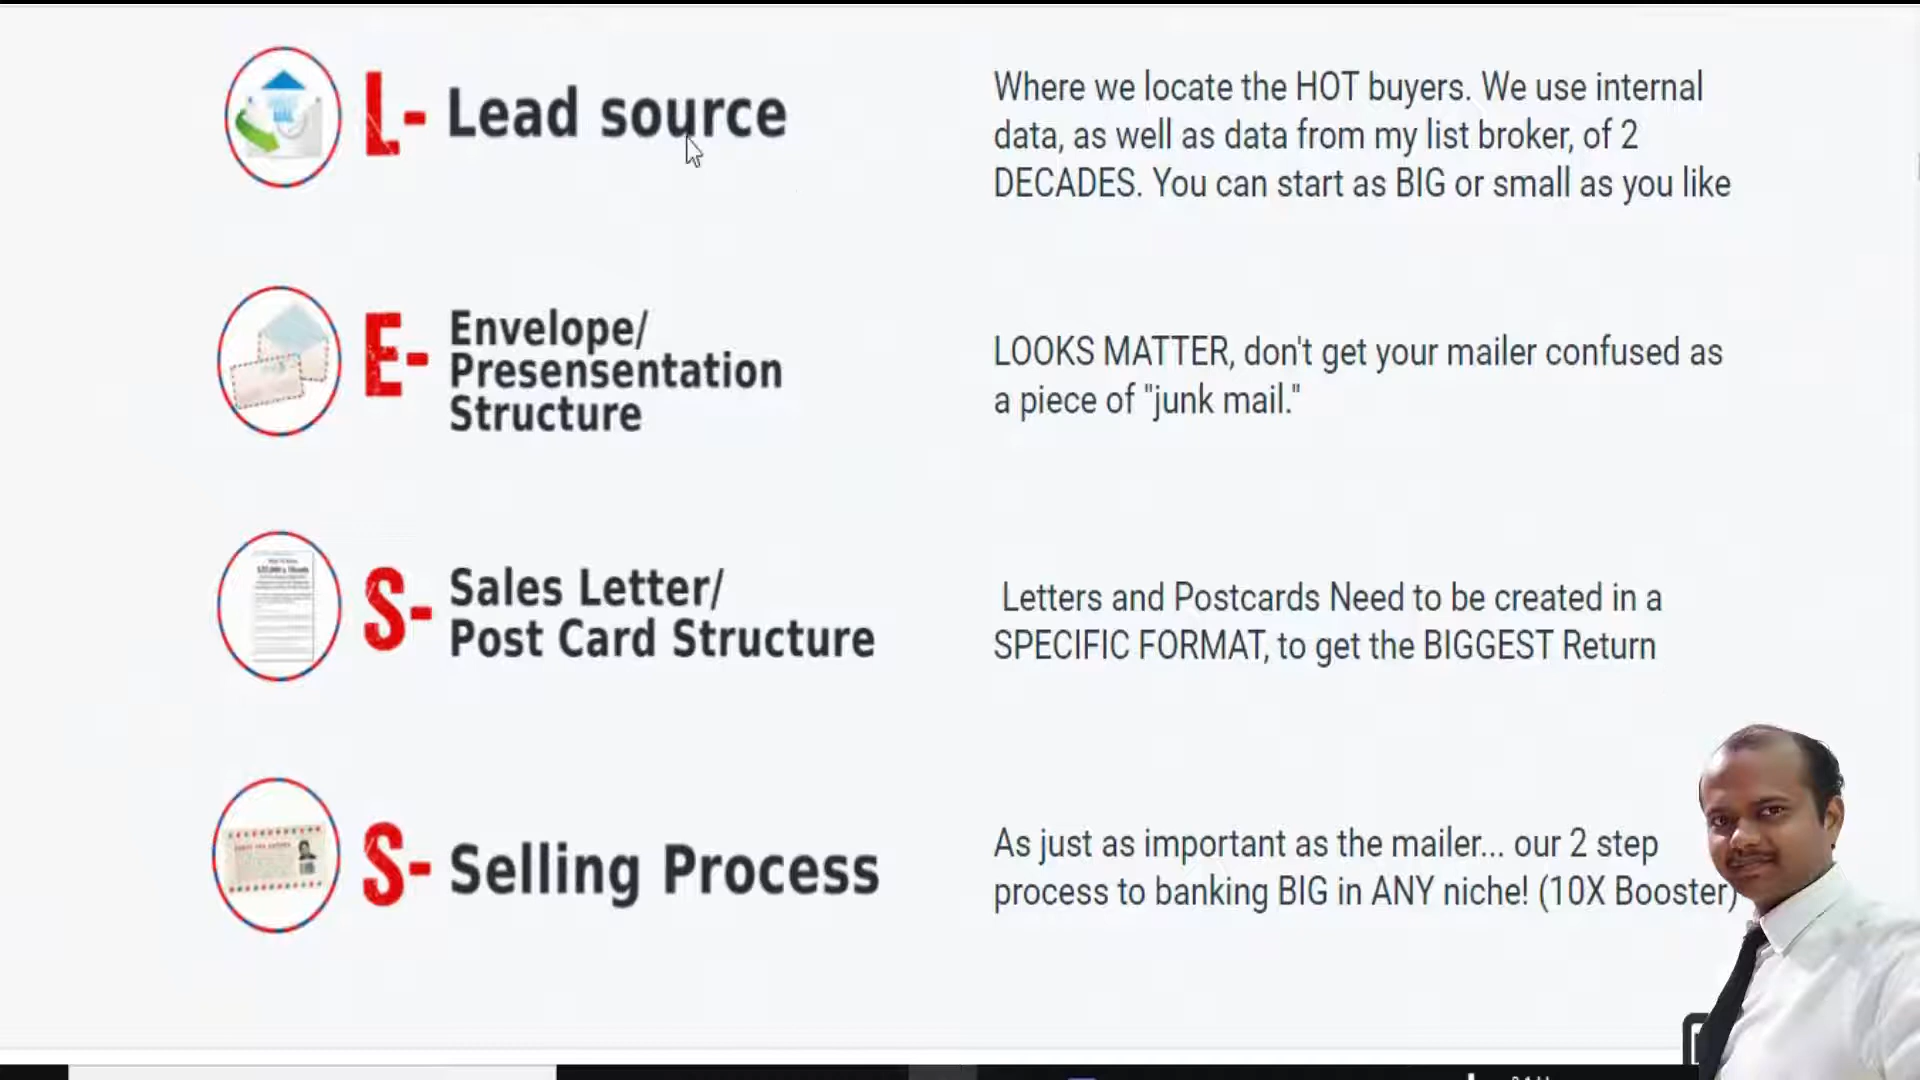 L- Lead source
Where we locate the HOT buyers. We use internal
data, as well as data from my list broker, of 2
DECADES. You can start as BIG or small as you like
E- Envelope/
Presensentation
Structure
LOOKS MATTER, don't get your mailer confused as
a piece of "junk mail."
S- Sales Letter/
Post Card Structure
Letters and Postcards Need to be created in a
SPECIFIC FORMAT, to get the BIGGEST Return
S- Selling Process
As just as important as the mailer... our 2 step
process to banking BIG in ANY niche! (10X Booster)